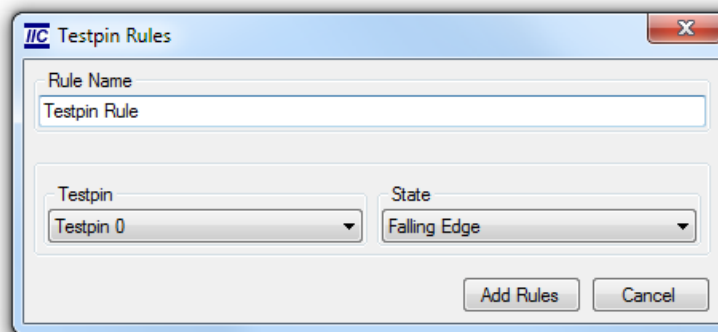 IIC Testpin Rules
X
Rule Name
Testpin Rule
Testpin State
Testpin 0 Falling Edge
Add Rules Cancel